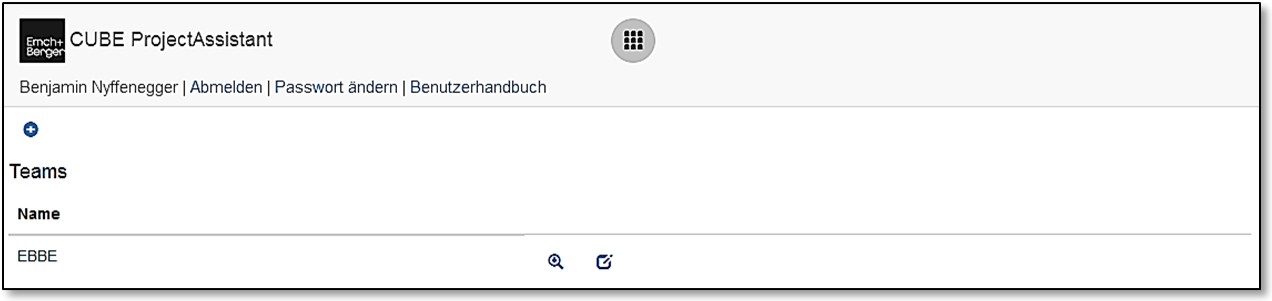 Emch+
Berger
CUBE ProjectAssistant
Benjamin Nyffenegger | Abmelden | Passwort ändern | Benutzerhandbuch
Teams
Name
EBBE